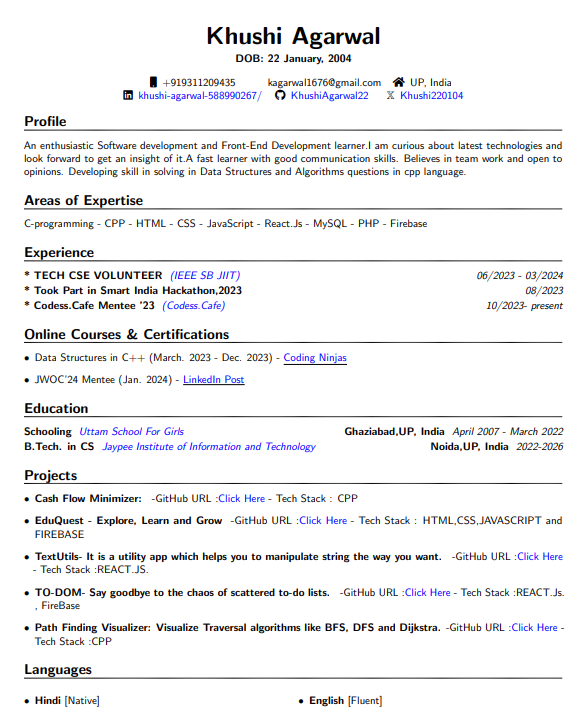 Khushi Agarwal
DOB: 22 January, 2004
+919311209435 kagarwal1676@gmail.com UP, India
khushi-agarwal-588990267/ KhushiAgarwal22 Khushi220104
Profile
An enthusiastic Software development and Front-End Development learner.I am curious about latest technologies and
look forward to get an insight of it.A fast learner with good communication skills. Believes in team work and open to
opinions. Developing skill in solving in Data Structures and Algorithms questions in cpp language.
Areas of Expertise
C-programming - CPP - HTML - CSS - JavaScript - React.Js - MySQL - PHP - Firebase
Experience
* TECH CSE VOLUNTEER (IEEE SB JIIT) 06/2023 - 03/2024
* Took Part in Smart India Hackathon,2023 08/2023
* Codess.Cafe Mentee '23 (Codess.Cafe) 10/2023- present
Online Courses & Certifications
• Data Structures in C++ (March. 2023 - Dec. 2023) - Coding Ninjas
• JWOC'24 Mentee (Jan. 2024) - LinkedIn Post
Education
Schooling Uttam School For Girls Ghaziabad,UP, India April 2007 - March 2022
B.Tech. in CS Jaypee Institute of Information and Technology Noida,UP, India 2022-2026
Projects
• Cash Flow Minimizer: -GitHub URL :Click Here - Tech Stack : CPP
• EduQuest - Explore, Learn and Grow -GitHub URL :Click Here - Tech Stack : HTML,CSS,JAVASCRIPT and
FIREBASE
• TextUtils- It is a utility app which helps you to manipulate string the way you want. -GitHub URL :Click Here
- Tech Stack :REACT.JS.
• TO-DOM- Say goodbye to the chaos of scattered to-do lists. -GitHub URL :Click Here - Tech Stack :REACT.Js.
, FireBase
• Path Finding Visualizer: Visualize Traversal algorithms like BFS, DFS and Dijkstra. -GitHub URL :Click Here -
Tech Stack :CPP
Languages
• Hindi [Native] • English [Fluent]